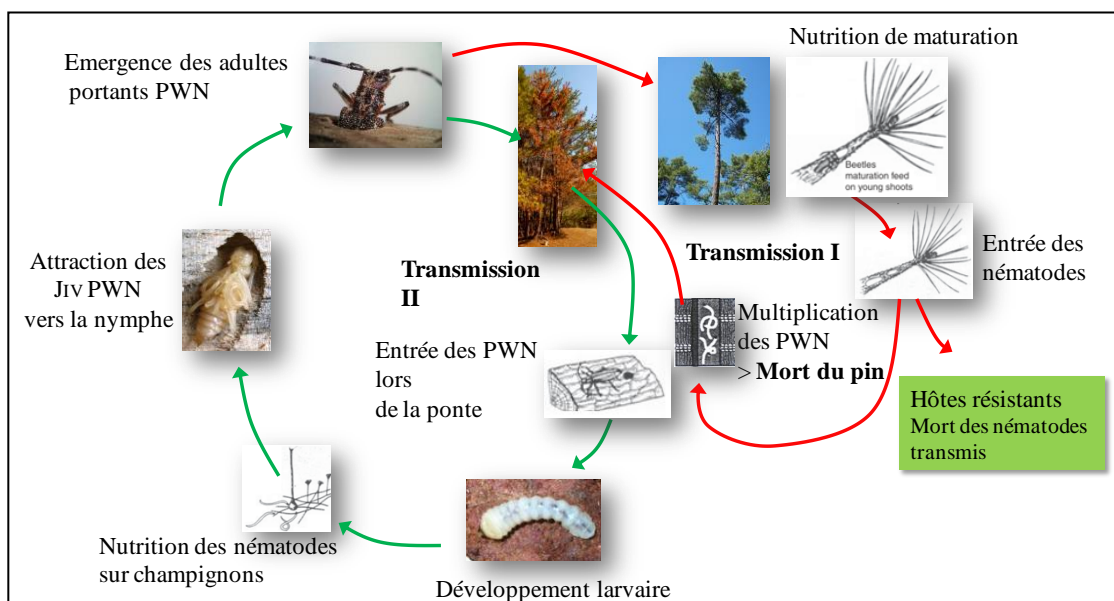 Nutrition de maturation
Emergence des adultes
portants PWN
Beetles
maturation feed
on young shoots
Attraction des
JIV PWN
vers la nymphe
Transmission
II
Transmission I
Entrée des
nématodes
Multiplication
des PWN
> Mort du pin
Entrée des PWN
lors
de la ponte
Hôtes résistants
Mort des nématodes
transmis
Nutrition des nématodes
sur champignons
Développement larvaire